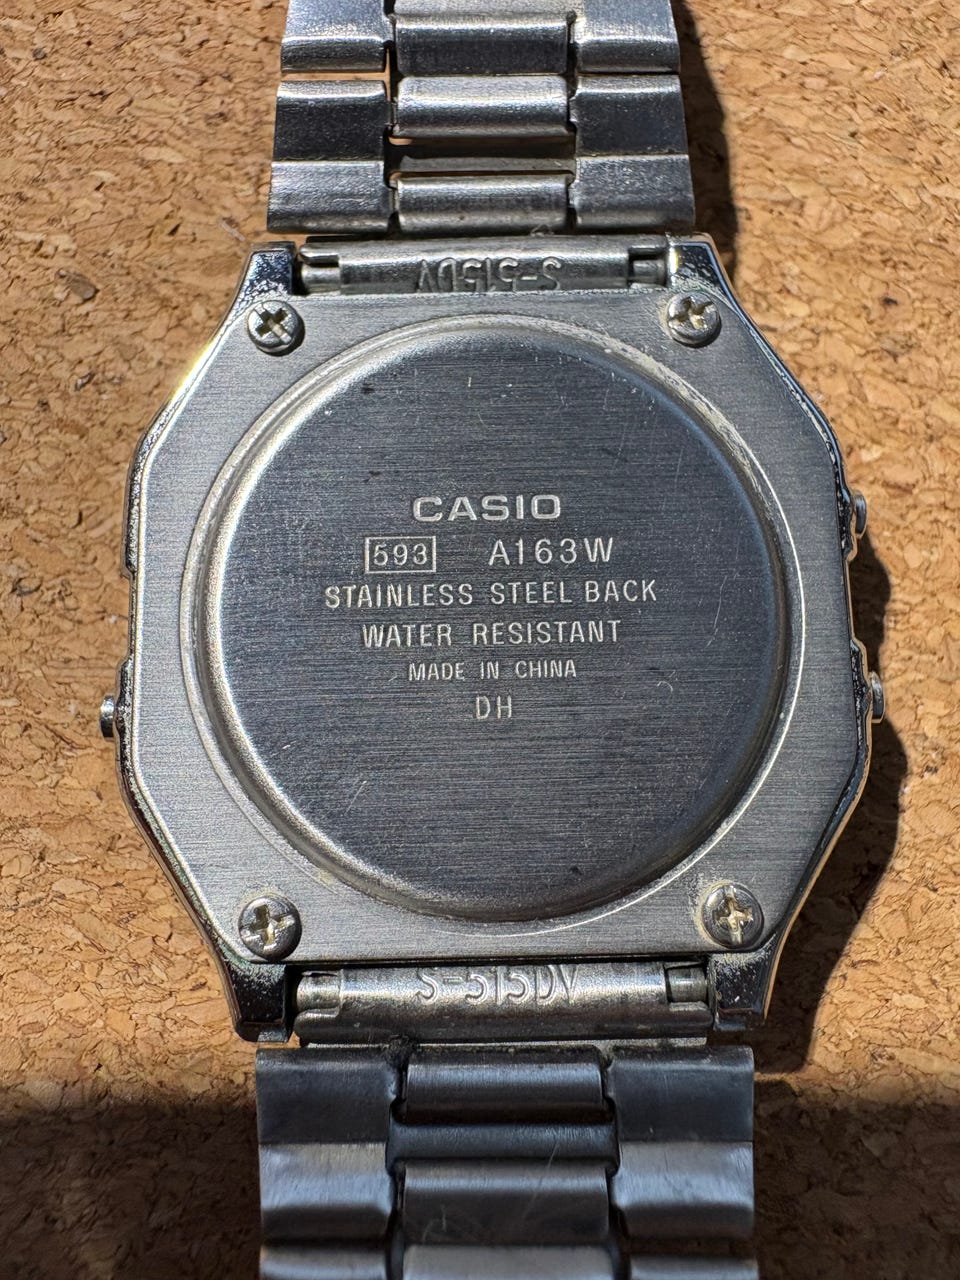 S-515DV
CASIO
593 A163W
STAINLESS STEEL BACK
WATER RESISTANT
MADE IN CHINA
DH
S-515DV